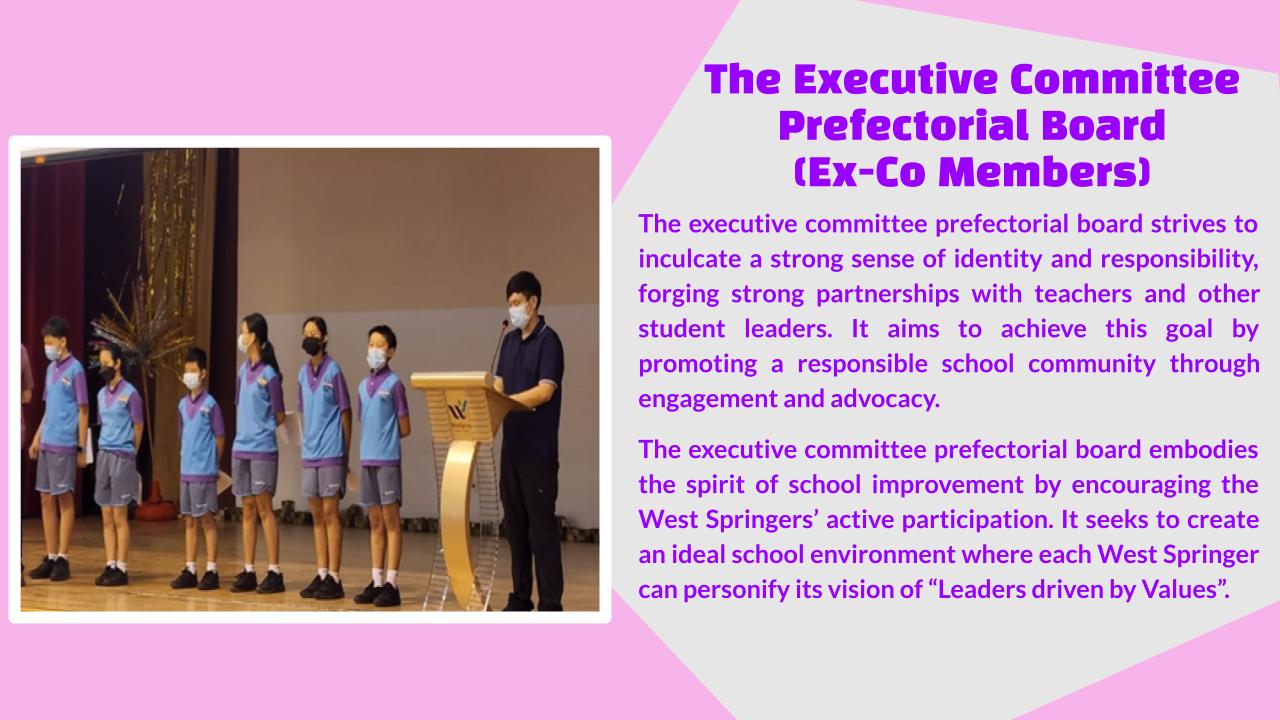 The Executive Committee
Prefectorial Board
(Ex-Co Members)
The executive committee prefectorial board strives to
inculcate a strong sense of identity and responsibility,
forging strong partnerships with teachers and other
student leaders. It aims to achieve this goal by
promoting a responsible school community through
engagement and advocacy.
The executive committee prefectorial board embodies
the spirit of school improvement by encouraging the
West Springers’ active participation. It seeks to create
an ideal school environment where each West Springer
can personify its vision of “Leaders driven by Values”.